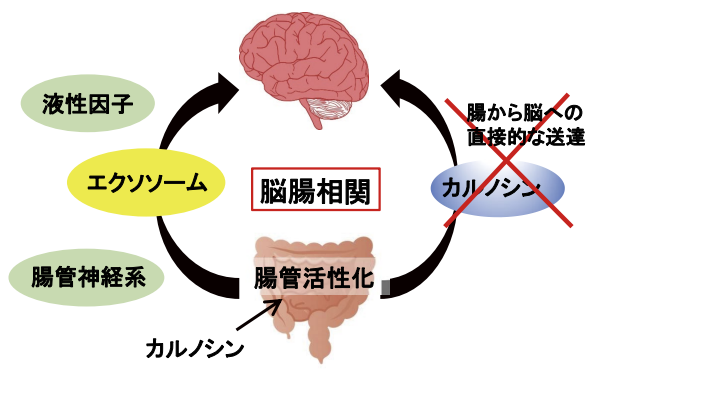 液性因子
エクソソーム
腸管神経系
脳腸相関
腸管活性化
カルノシン
腸から脳への
直接的な送達
カルノシン